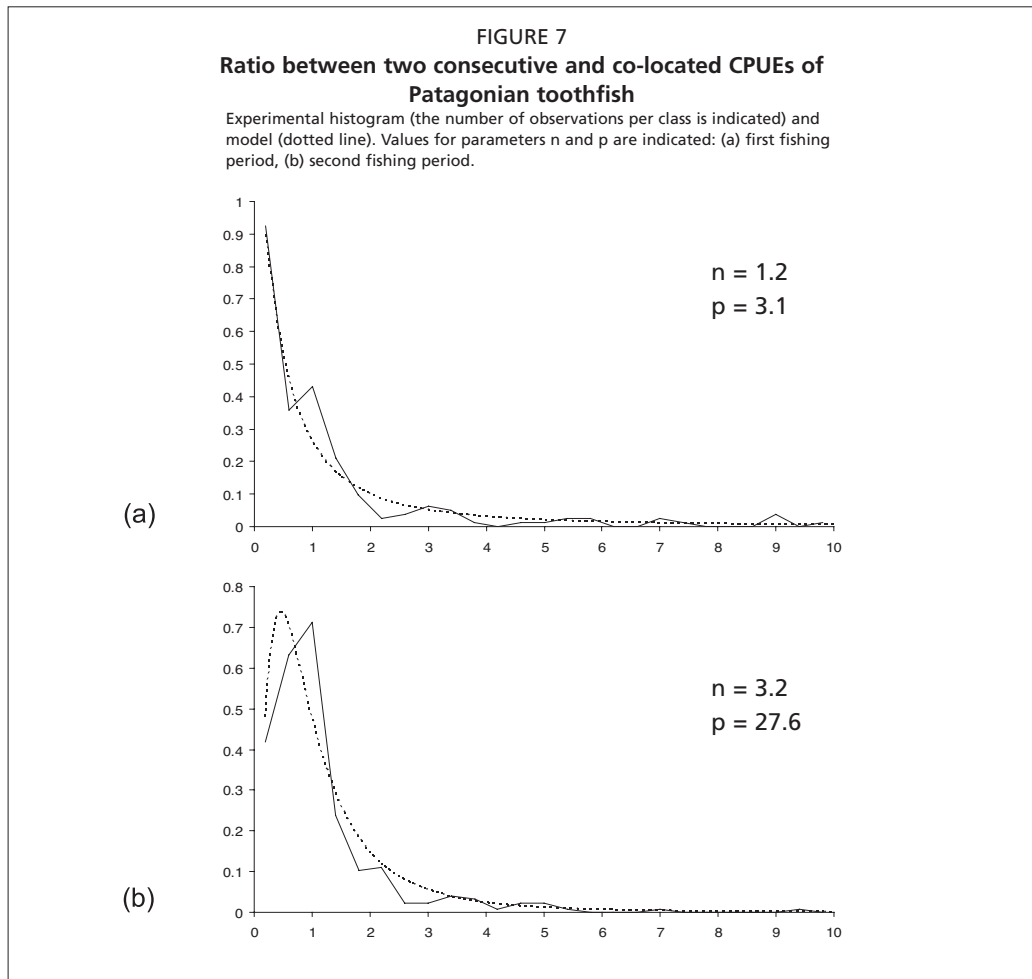 FIGURE 7
Ratio between two consecutive and co-located CPUEs of
Patagonian toothfish
Experimental histogram (the number of observations per class is indicated) and
model (dotted line). Values for parameters n and p are indicated: (a) first fishing
period, (b) second fishing period.
1
0.9
0.8
0.7
0.6
0.5
0.4
0.3
0.2
0.1
0
n = 1.2
p = 3.1
(a)
0 1 2 3 4 5 6 7 8 9 10
0.8
0.7
0.6
0.5
0.4
0.3
0.2
0.1
0
n = 3.2
p = 27.6
(b)
0 1 2 3 4 5 6 7 8 9 10